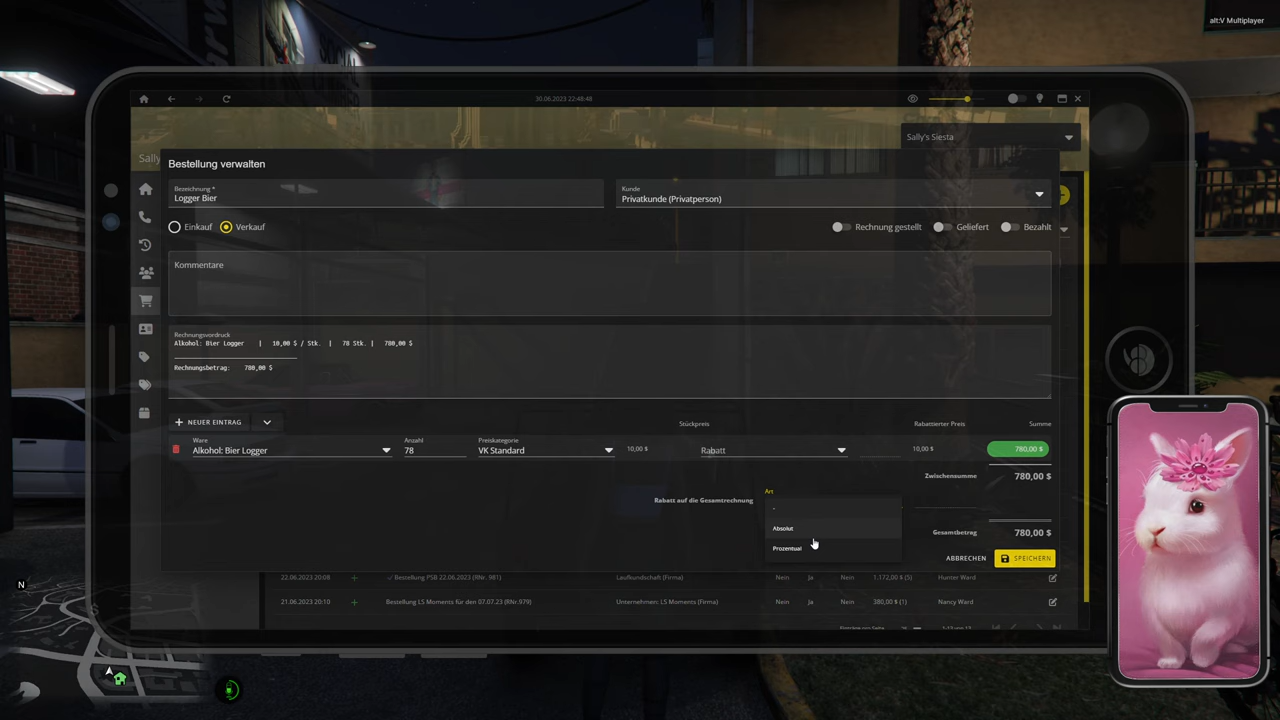 alt:V Multiplayer
30.06.2023 22:48:48
Sally's Siesta
Sally
Bestellung verwalten
Bezeichnung *
Logger Bier
Kunde
Privatkunde (Privatperson)
Einkauf
Verkauf
Rechnung gestellt
Geliefert
Bezahlt
Kommentare
Rechnungsvordruck
Alkohol: Bier Logger | 10,00 $ / Stk. | 78 Stk. | 780,00 $
Rechnungsbetrag: 780,00 $
NEUER EINTRAG
Stückpreis
Rabattierter Preis
Summe
Ware
Alkohol: Bier Logger
Anzahl
78
Preiskategorie
VK Standard
10,00 $
Rabatt
10,00 $
780,00 $
Zwischensumme
780,00 $
Rabatt auf die Gesamtrechnung
Art
-
Absolut
Prozentual
Gesamtbetrag
780,00 $
ABBRECHEN
SPEICHERN
22.06.2023 20:08 + ✓ Bestellung PSB 22.06.2023 (RNr. 981) Laufkundschaft (Firma) Nein Ja Nein 1.172,00 $ (5) Hunter Ward
21.06.2023 20:10 + Bestellung LS Moments für den 07.07.23 (RNr.979) Unternehmen: LS Moments (Firma) Nein Ja Nein 380,00 $ (1) Nancy Ward
N